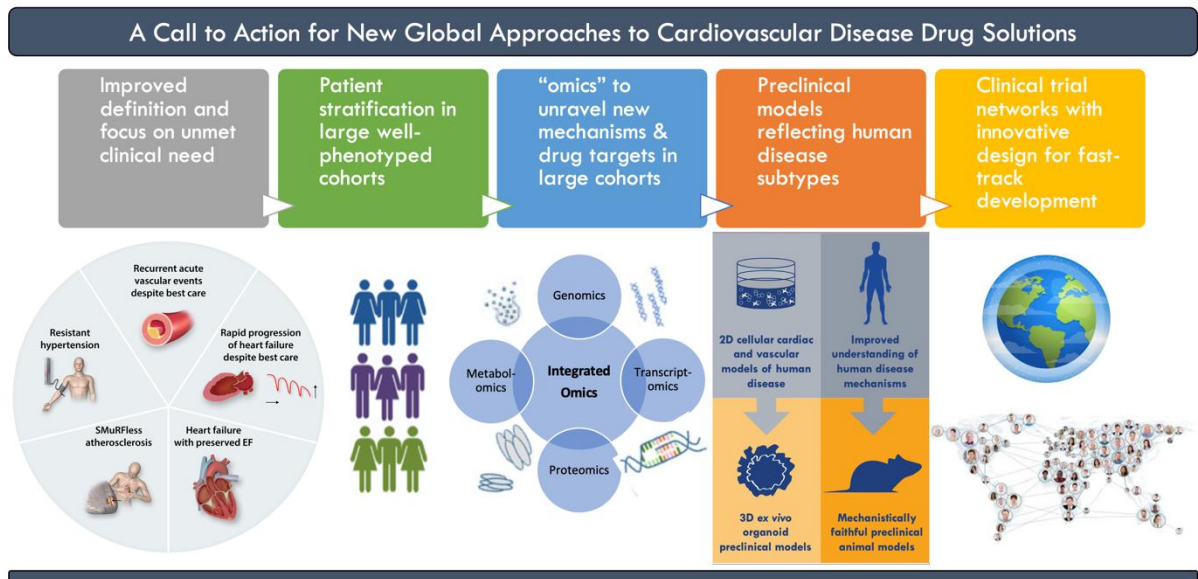 A Call to Action for New Global Approaches to Cardiovascular Disease Drug Solutions
Improved
definition and
focus on unmet
clinical need
Patient
stratification in
large well-
phenotyped
cohorts
“omics” to
unravel new
mechanisms &
drug targets in
large cohorts
Preclinical
models
reflecting human
disease
subtypes
Clinical trial
networks with
innovative
design for fast-
track
development
Recurrent acute
vascular events
despite best care
Resistant
hypertension
Rapid progression
of heart failure
despite best care
SMuRFless
atherosclerosis
Heart failure
with preserved EF
Genomics
Metabol-
omics
Integrated
Omics
Transcript-
omics
Proteomics
2D cellular cardiac
and vascular
models of human
disease
Improved
understanding of
human disease
mechanisms
3D ex vivo
organoid
preclinical models
Mechanistically
faithful preclinical
animal models